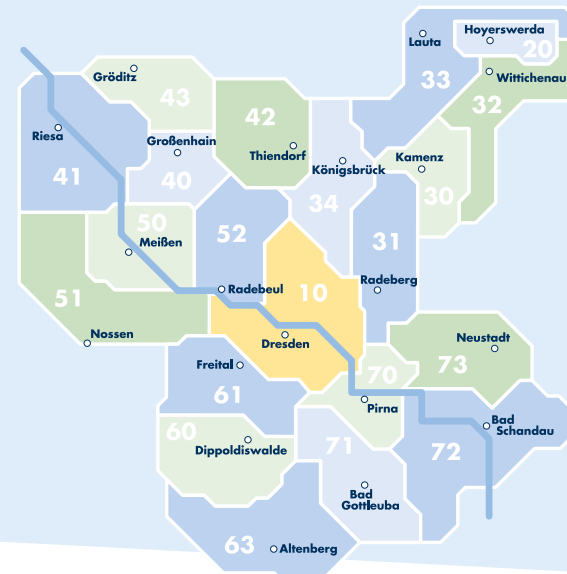 Hoyerswerda
20
Lauta
33
Wittichenau
32
Gröditz
43
42
Thiendorf
Riesa
41
Großenhain
40
Königsbrück
34
Kamenz
30
50
Meißen
52
31
Radeberg
51
Radebeul
10
Nossen
Dresden
Neustadt
73
70
Freital
61
Pirna
60
Dippoldiswalde
71
72
Bad
Schandau
Bad
Gottleuba
63
Altenberg